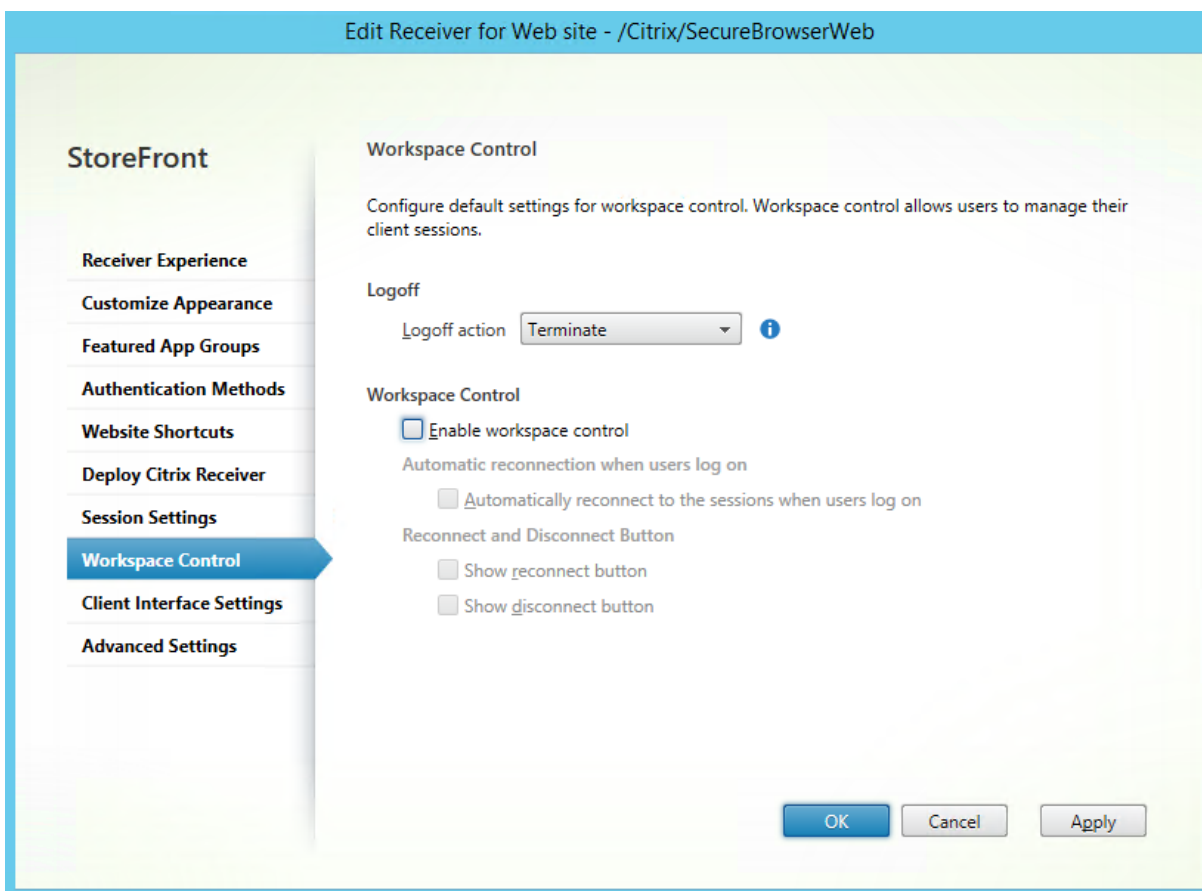 Edit Receiver for Web site - /Citrix/SecureBrowserWeb
StoreFront
Receiver Experience
Customize Appearance
Featured App Groups
Authentication Methods
Website Shortcuts
Deploy Citrix Receiver
Session Settings
Workspace Control
Client Interface Settings
Advanced Settings
Workspace Control
Configure default settings for workspace control. Workspace control allows users to manage their
client sessions.
Logoff
Logoff action Terminate i
Workspace Control
Enable workspace control
Automatic reconnection when users log on
Automatically reconnect to the sessions when users log on
Reconnect and Disconnect Button
Show reconnect button
Show disconnect button
OK Cancel Apply